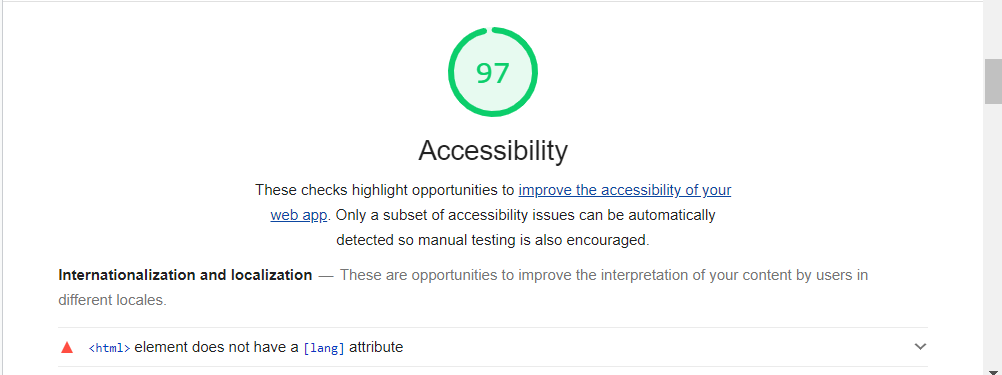 97
Accessibility
These checks highlight opportunities to improve the accessibility of your
web app. Only a subset of accessibility issues can be automatically
detected so manual testing is also encouraged.
Internationalization and localization — These are opportunities to improve the interpretation of your content by users in
different locales.
<html> element does not have a [lang] attribute